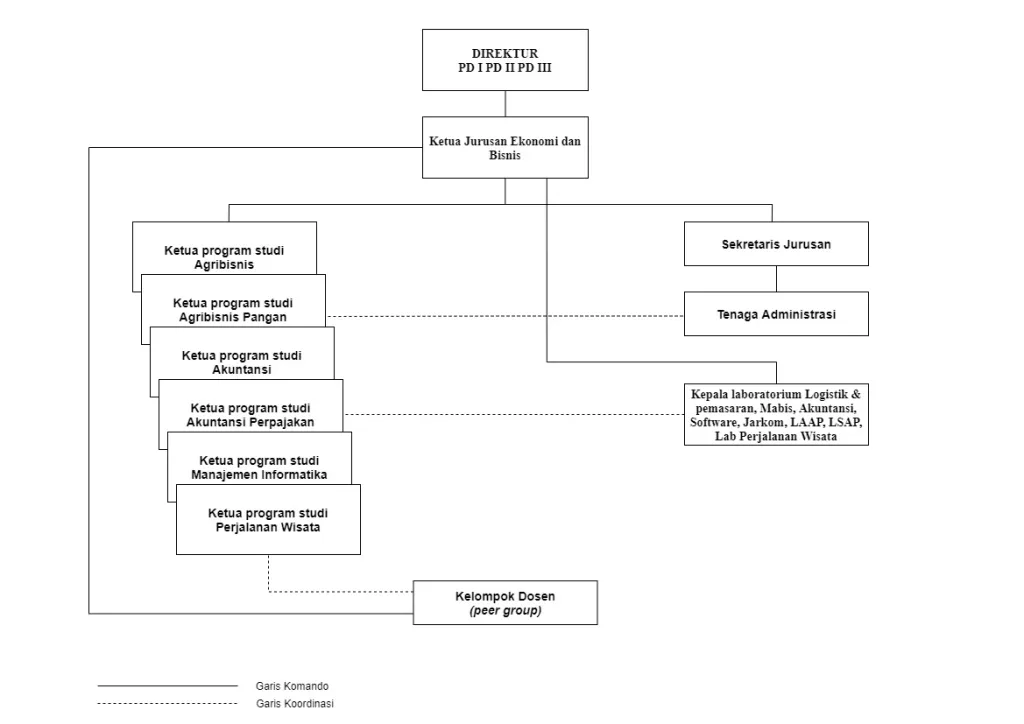 DIREKTUR
PD I PD II PD III
Ketua Jurusan Ekonomi dan
Bisnis
Ketua program studi
Agribisnis
Sekretaris Jurusan
Ketua program studi
Agribisnis Pangan
Tenaga Administrasi
Ketua program studi
Akuntansi
Ketua program studi
Akuntansi Perpajakan
Kepala laboratorium Logistik &
pemasaran, Mabis, Akuntansi,
Software, Jarkom, LAAP, LSAP,
Lab Perjalanan Wisata
Ketua program studi
Manajemen Informatika
Ketua program studi
Perjalanan Wisata
Kelompok Dosen
(peer group)
Garis Komando
Garis Koordinasi